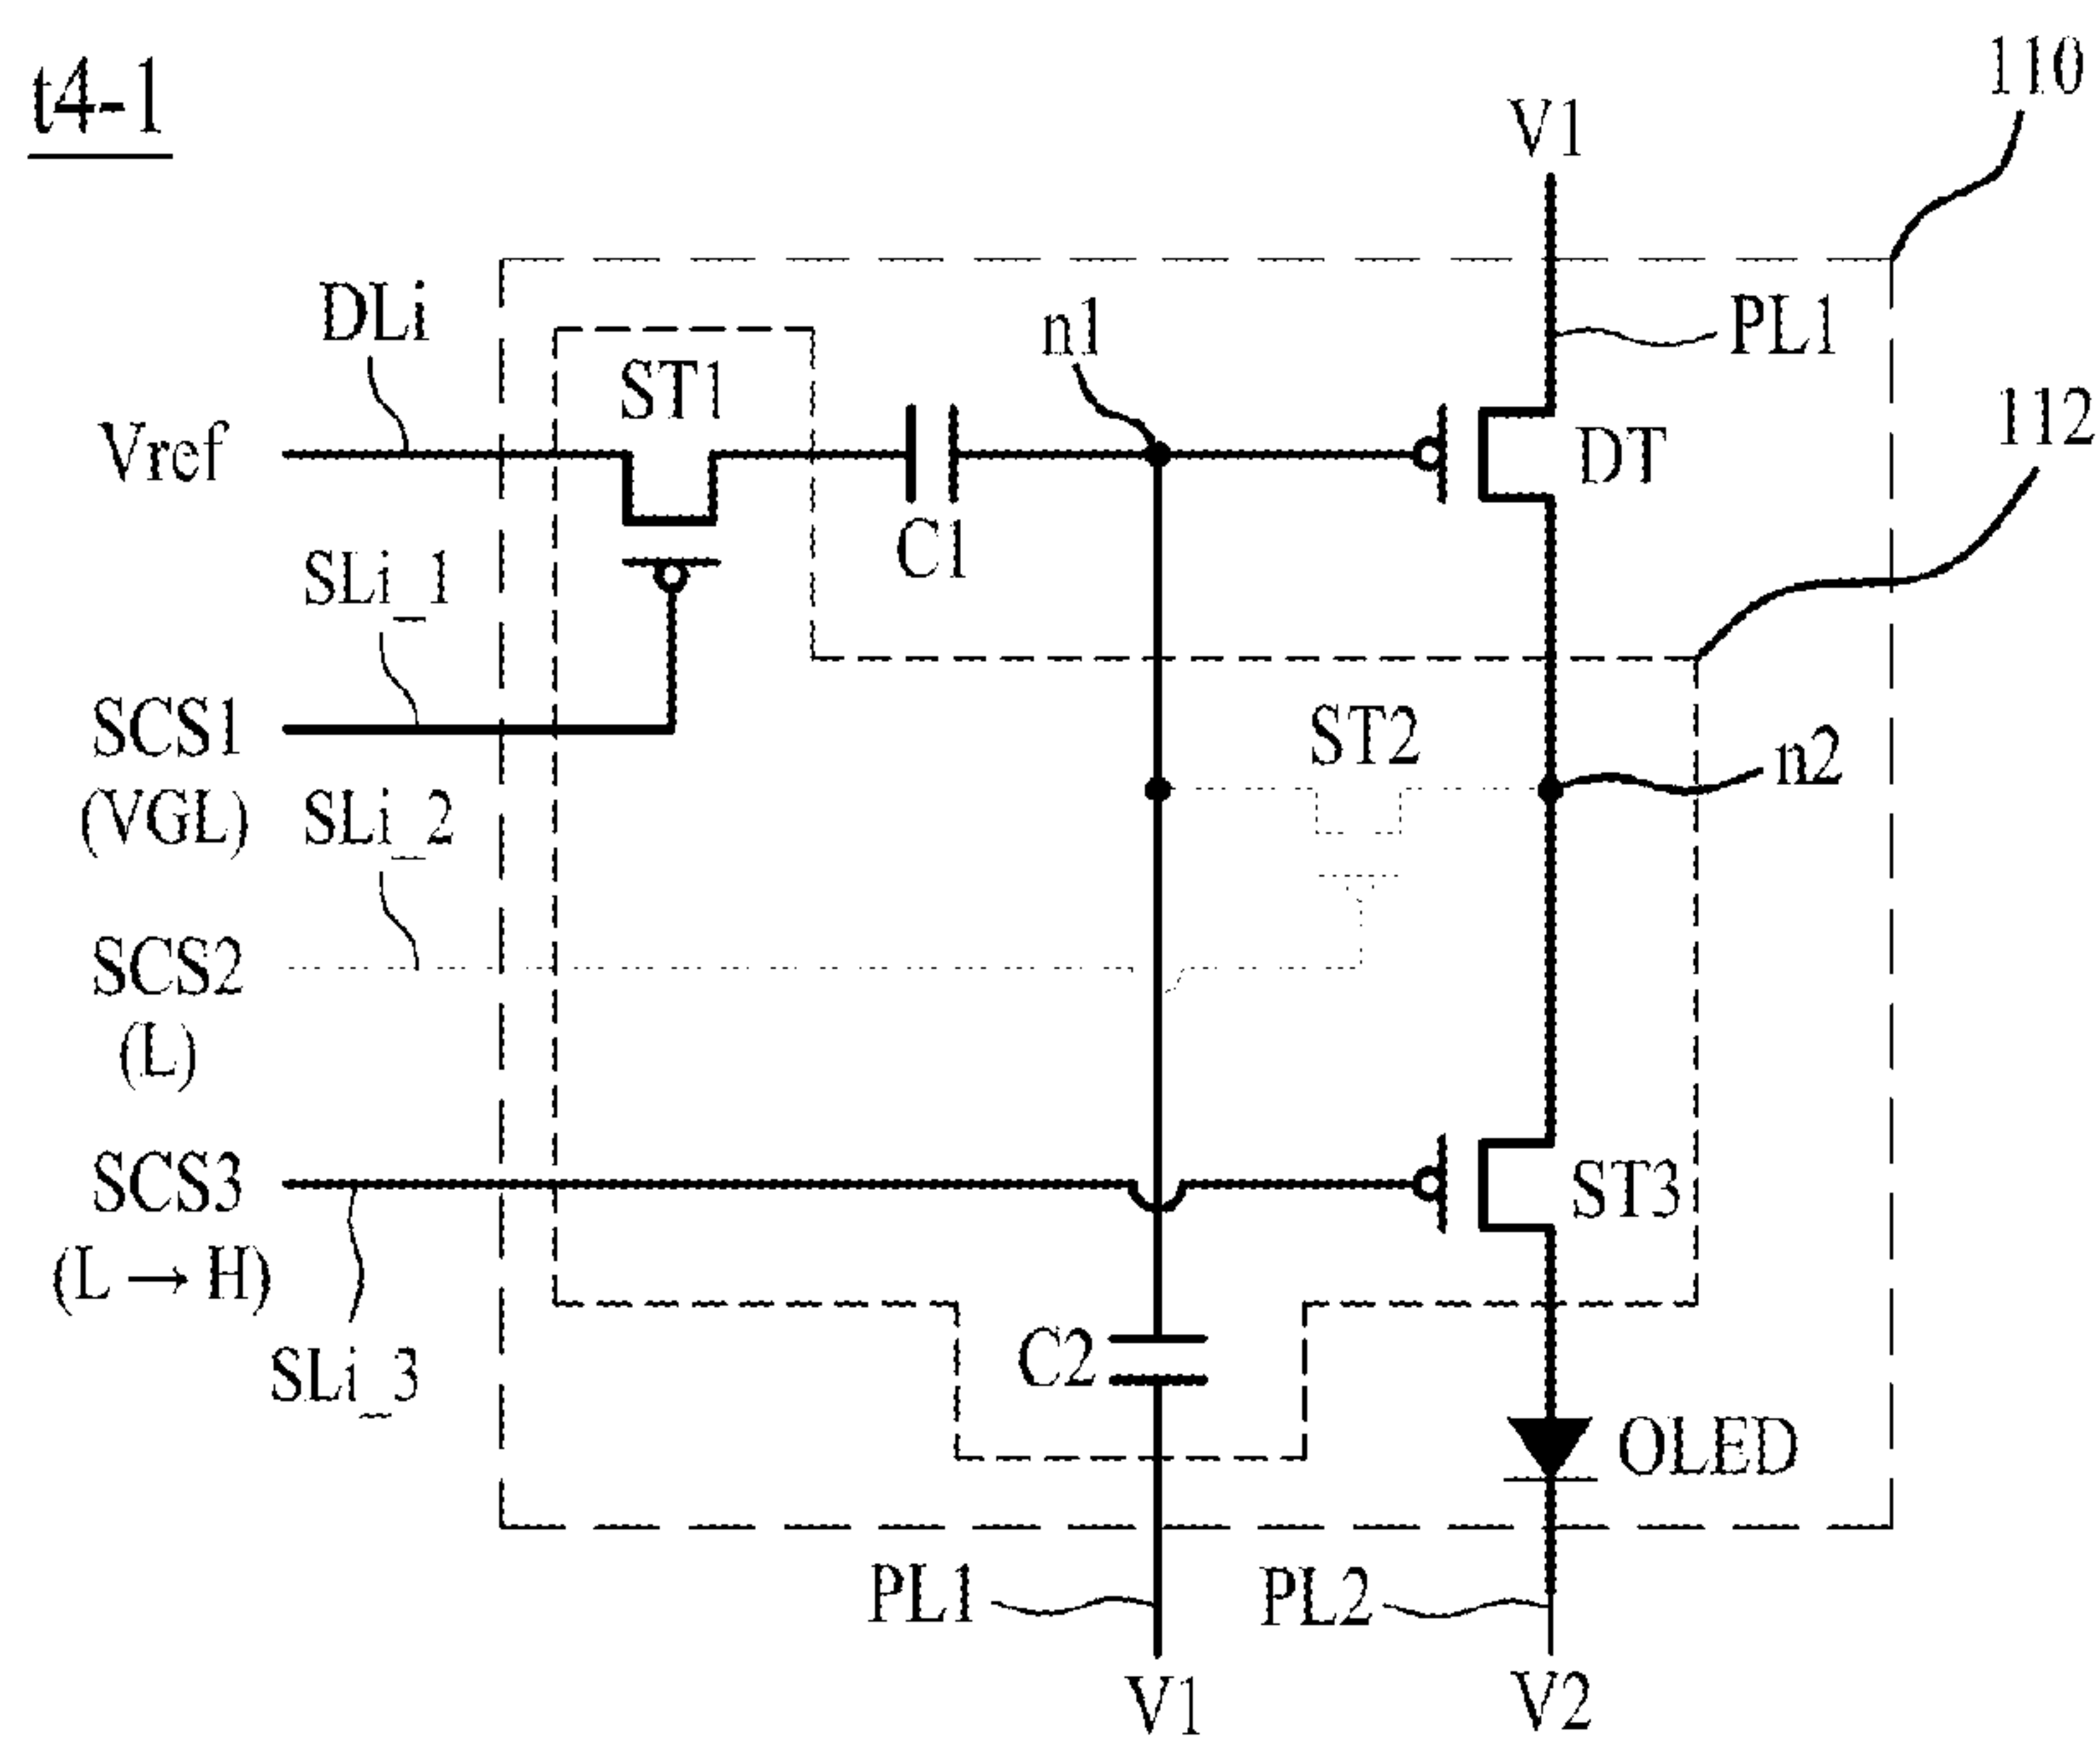 t4-1
110
V1
DLi
n1
PL1
ST1
112
Vref
DT
C1
SLi_1
SCS1
(VGL)
ST2
n2
SLi_2
SCS2
(L)
SCS3
(L → H)
ST3
C2
SLi_3
OLED
PL1
PL2
V1
V2